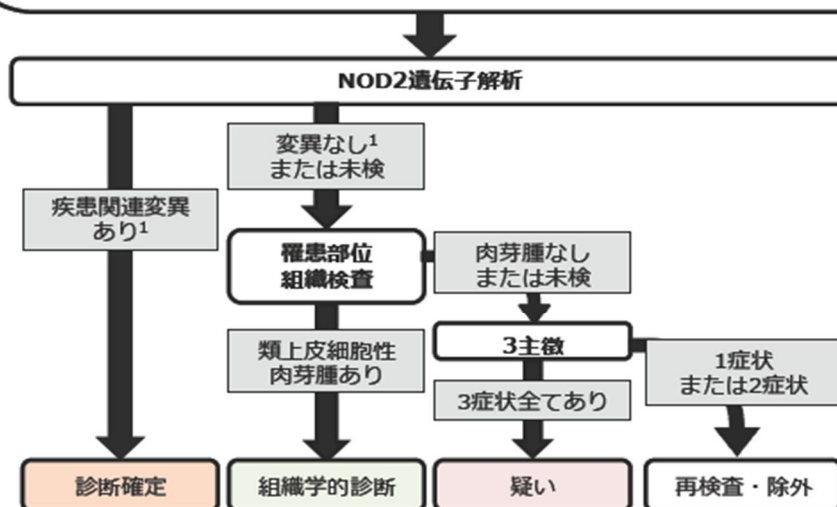 NOD2遺伝子解析
変異なし¹
または未検
疾患関連変異
あり¹
罹患部位
組織検査
肉芽腫なし
または未検
類上皮細胞性
肉芽腫あり
3主徴
1症状
または2症状
3症状全てあり
診断確定
組織学的診断
疑い
再検査・除外